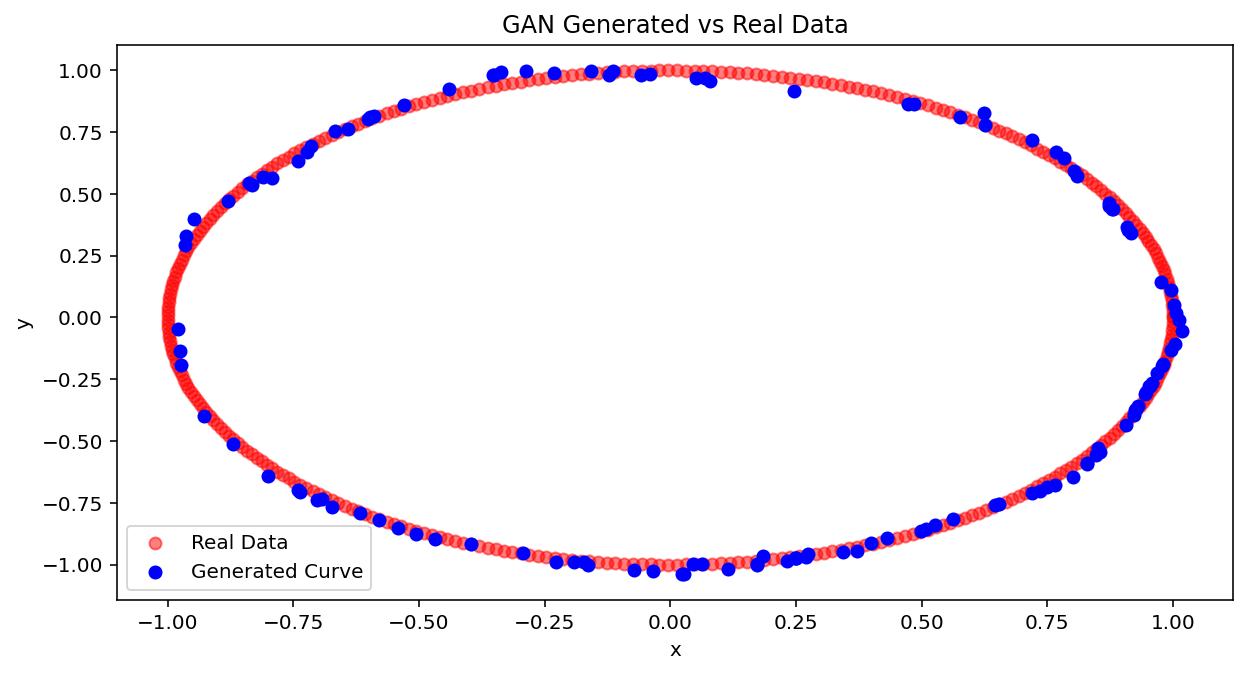 GAN Generated vs Real Data
1.00
0.75
0.50
0.25
0.00
−0.25
−0.50
−0.75
−1.00
y
Real Data
Generated Curve
−1.00 −0.75 −0.50 −0.25 0.00 0.25 0.50 0.75 1.00
x